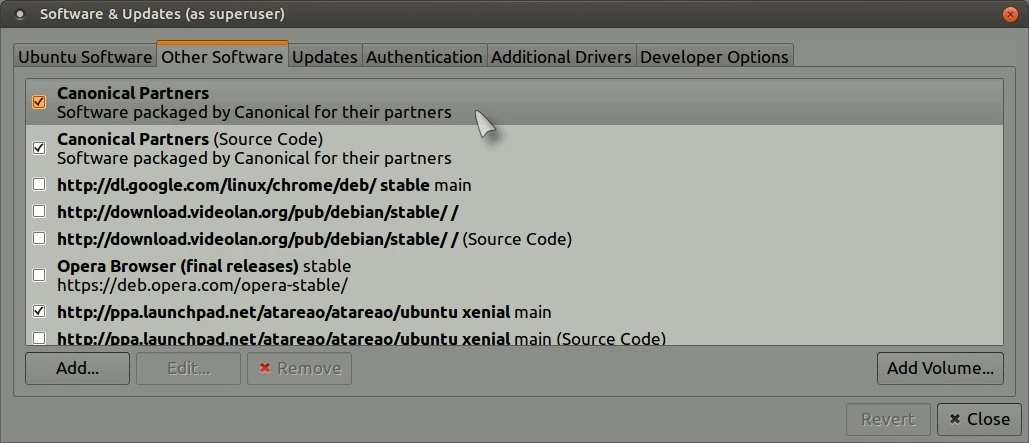 Software & Updates (as superuser)
Ubuntu Software Other Software Updates Authentication Additional Drivers Developer Options
Canonical Partners
Software packaged by Canonical for their partners
Canonical Partners (Source Code)
Software packaged by Canonical for their partners
http://dl.google.com/linux/chrome/deb/ stable main
http://download.videolan.org/pub/debian/stable/ /
http://download.videolan.org/pub/debian/stable/ / (Source Code)
Opera Browser (final releases) stable
https://deb.opera.com/opera-stable/
http://ppa.launchpad.net/atareao/atareao/ubuntu xenial main
http://ppa.launchpad.net/atareao/atareao/ubuntu xenial main (Source Code)
Add... Edit... Remove Add Volume...
Revert Close